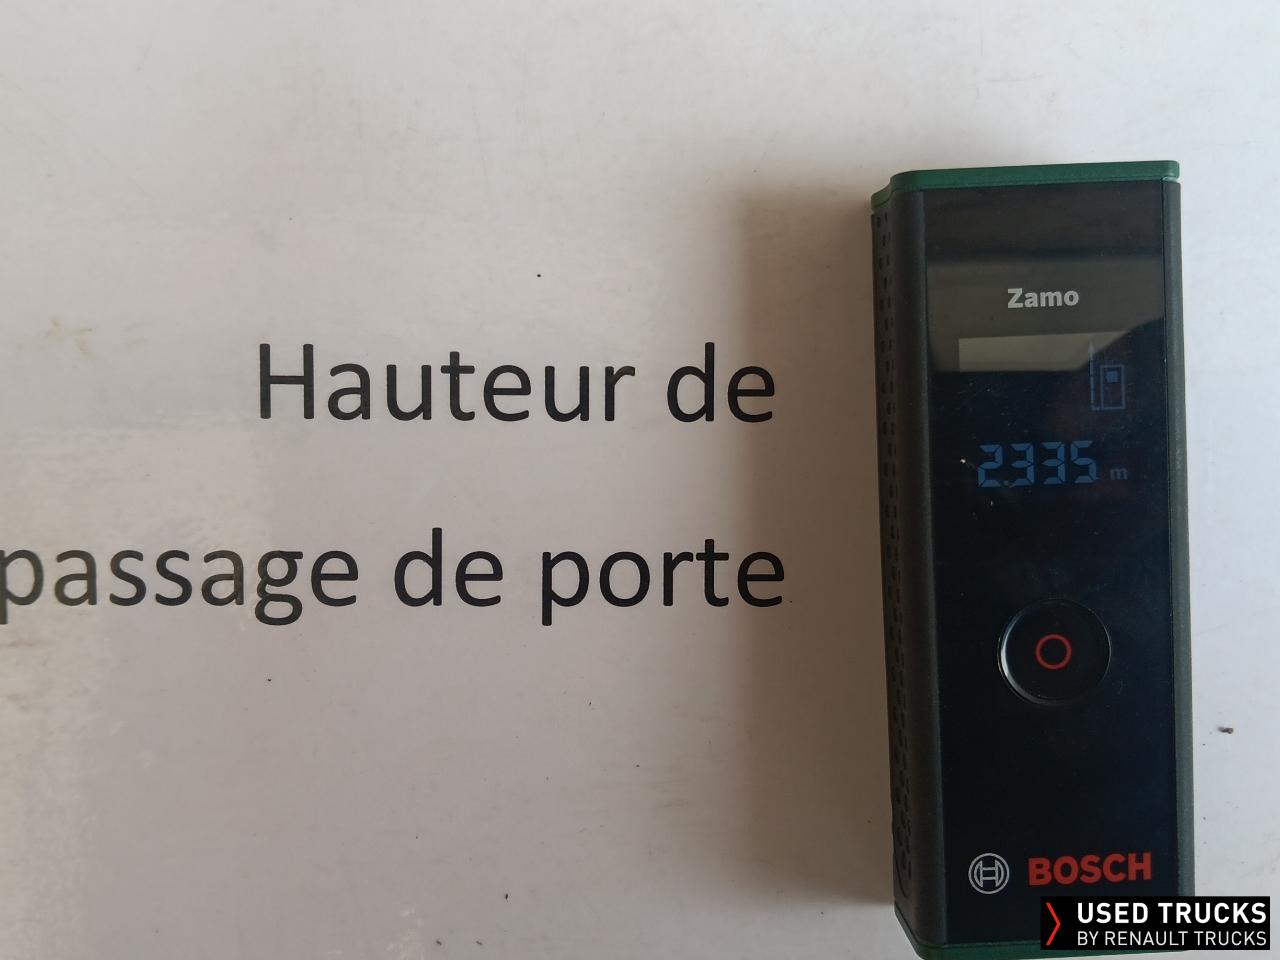 Hauteur de
passage de porte
Zamo
2.335 m
BOSCH
USED TRUCKS
BY RENAULT TRUCKS